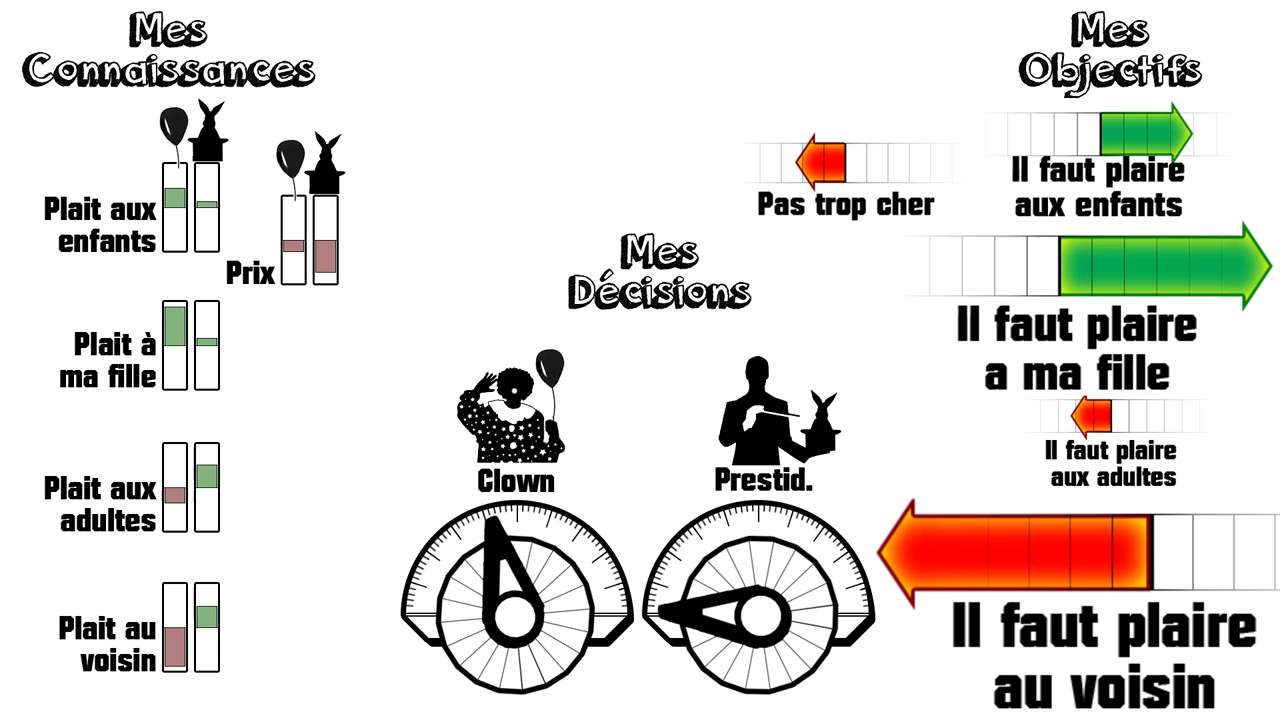 Mes
Connaissances
Plait aux
enfants
Prix
Plait à
ma fille
Plait aux
adultes
Plait au
voisin
Mes
Décisions
Clown
Prestid.
Mes
Objectifs
Pas trop cher
Il faut plaire
aux enfants
Il faut plaire
a ma fille
Il faut plaire
aux adultes
Il faut plaire
au voisin